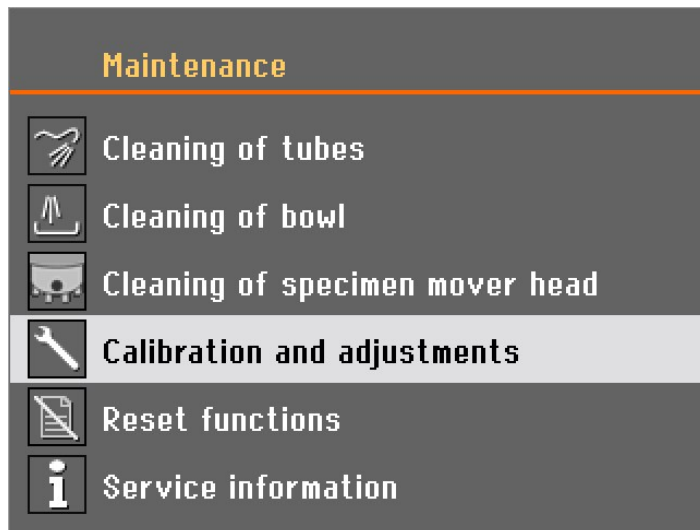 Maintenance
Cleaning of tubes
Cleaning of bowl
Cleaning of specimen mover head
Calibration and adjustments
Reset functions
Service information